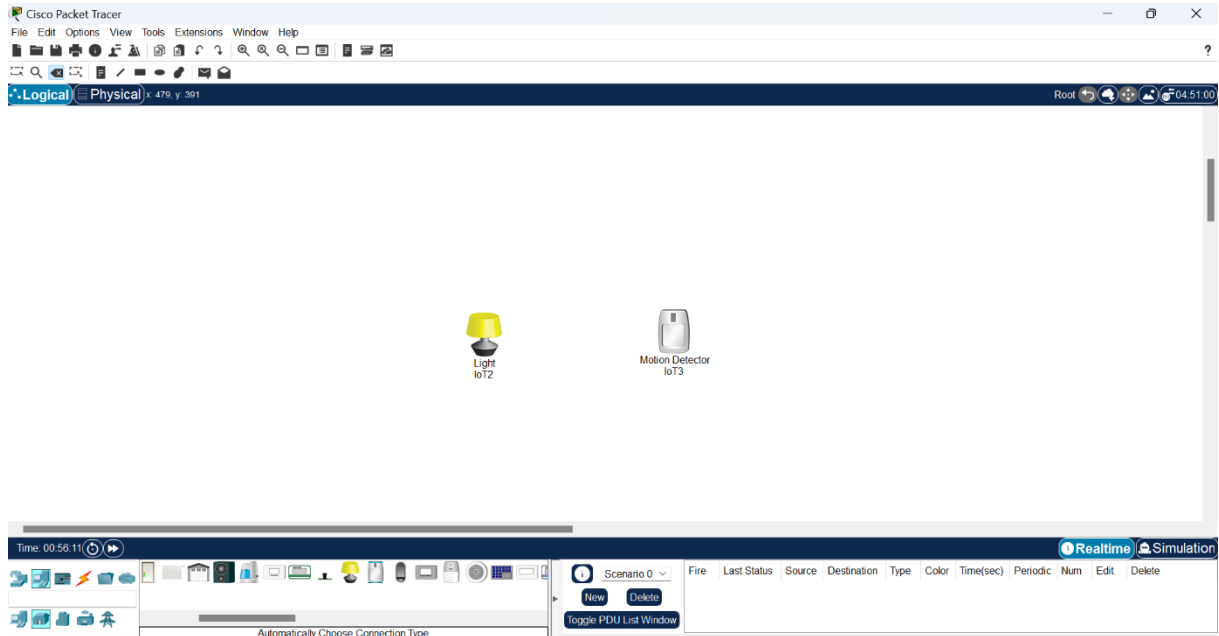 Cisco Packet Tracer
File Edit Options View Tools Extensions Window Help
?
Logical Physical x: 479, y: 391 Root 04:51:00
Light
IoT2
Motion Detector
IoT3
Time: 00:56:11 Realtime Simulation
Scenario 0 Fire Last Status Source Destination Type Color Time(sec) Periodic Num Edit Delete
New Delete
Toggle PDU List Window
Automatically Choose Connection Type